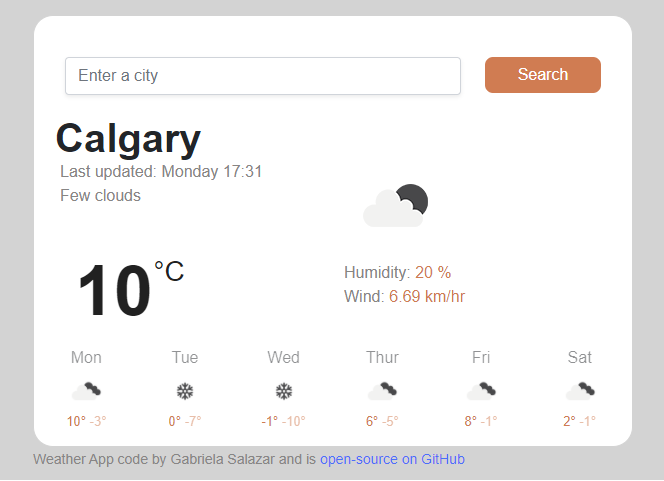 Enter a city
Search
Calgary
Last updated: Monday 17:31
Few clouds
10 °C
Humidity: 20 %
Wind: 6.69 km/hr
Mon Tue Wed Thur Fri Sat
10° -3° 0° -7° -1° -10° 6° -5° 8° -1° 2° -1°
Weather App code by Gabriela Salazar and is open-source on GitHub